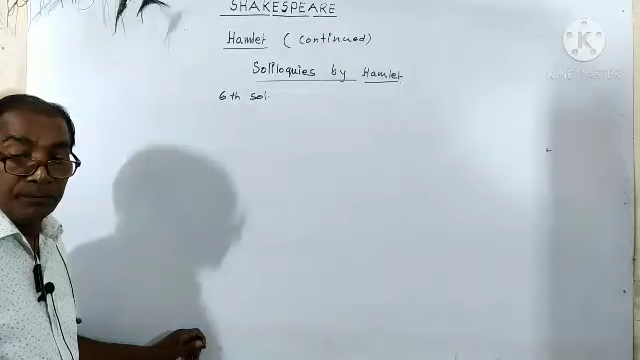 SHAKESPEARE
Hamlet (continued)
Soliloquies by Hamlet
6th sol.
K
KINEMASTER